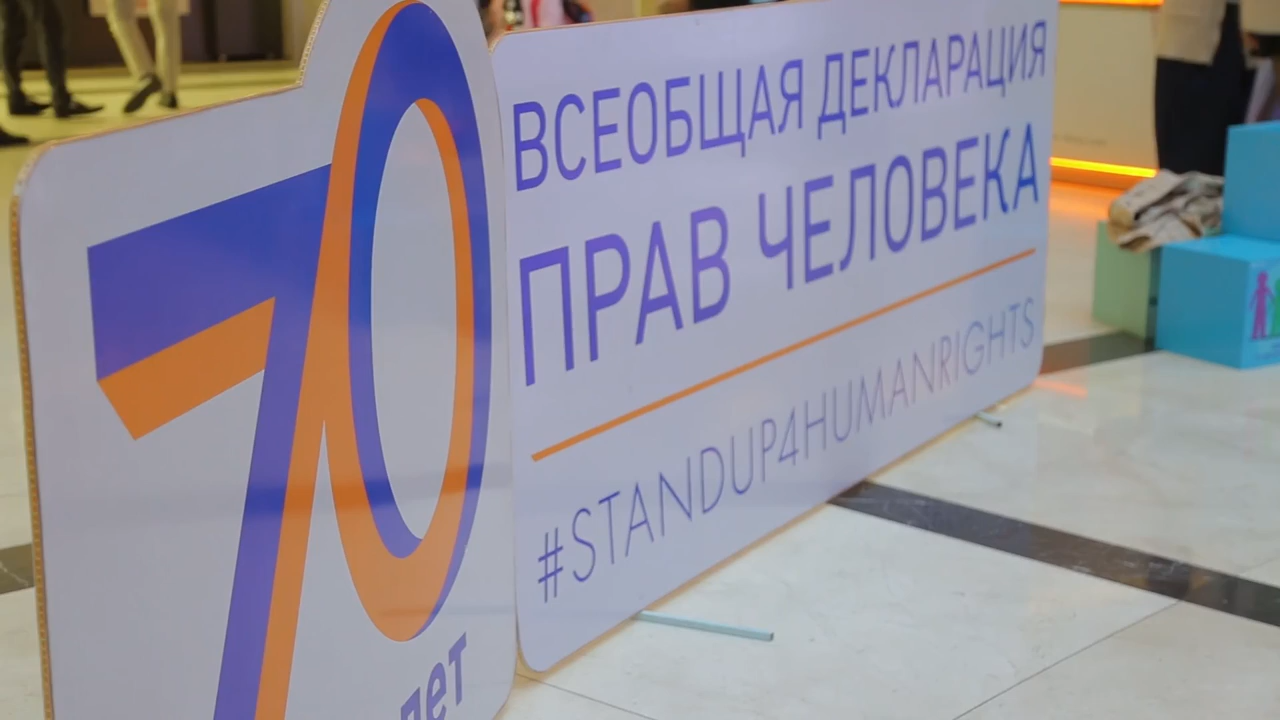 70
лет
ВСЕОБЩАЯ ДЕКЛАРАЦИЯ
ПРАВ ЧЕЛОВЕКА
#STANDUP4HUMANRIGHTS